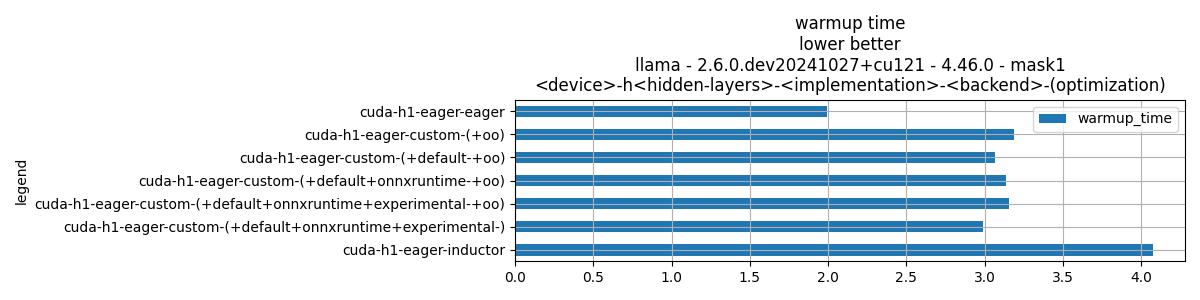 warmup time
lower better
llama - 2.6.0.dev20241027+cu121 - 4.46.0 - mask1
<device>-h<hidden-layers>-<implementation>-<backend>-(optimization)
warmup_time
legend
cuda-h1-eager-eager
cuda-h1-eager-custom-(+oo)
cuda-h1-eager-custom-(+default-+oo)
cuda-h1-eager-custom-(+default+onnxruntime-+oo)
cuda-h1-eager-custom-(+default+onnxruntime+experimental-+oo)
cuda-h1-eager-custom-(+default+onnxruntime+experimental-)
cuda-h1-eager-inductor
0.0 0.5 1.0 1.5 2.0 2.5 3.0 3.5 4.0